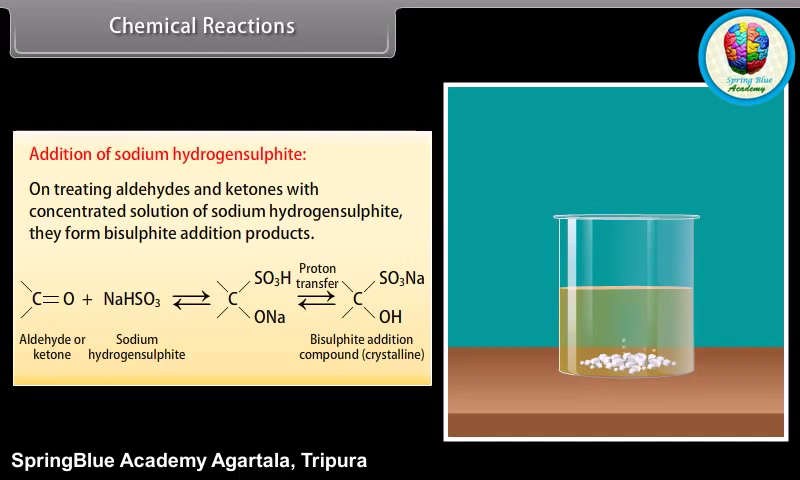 Chemical Reactions
Spring Blue
Academy
Addition of sodium hydrogensulphite:
On treating aldehydes and ketones with
concentrated solution of sodium hydrogensulphite,
they form bisulphite addition products.
C=O + NaHSO₃ ⇌ C SO₃H ONa ⇌ Proton transfer C SO₃Na OH
Aldehyde or
ketone
Sodium
hydrogensulphite
Bisulphite addition
compound (crystalline)
SpringBlue Academy Agartala, Tripura